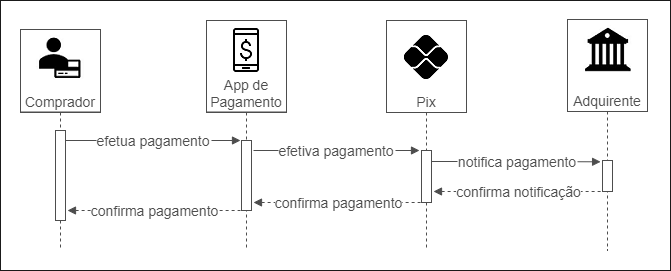 Comprador
App de
Pagamento
Pix
Adquirente
efetua pagamento
efetiva pagamento
notifica pagamento
confirma notificação
confirma pagamento
confirma pagamento